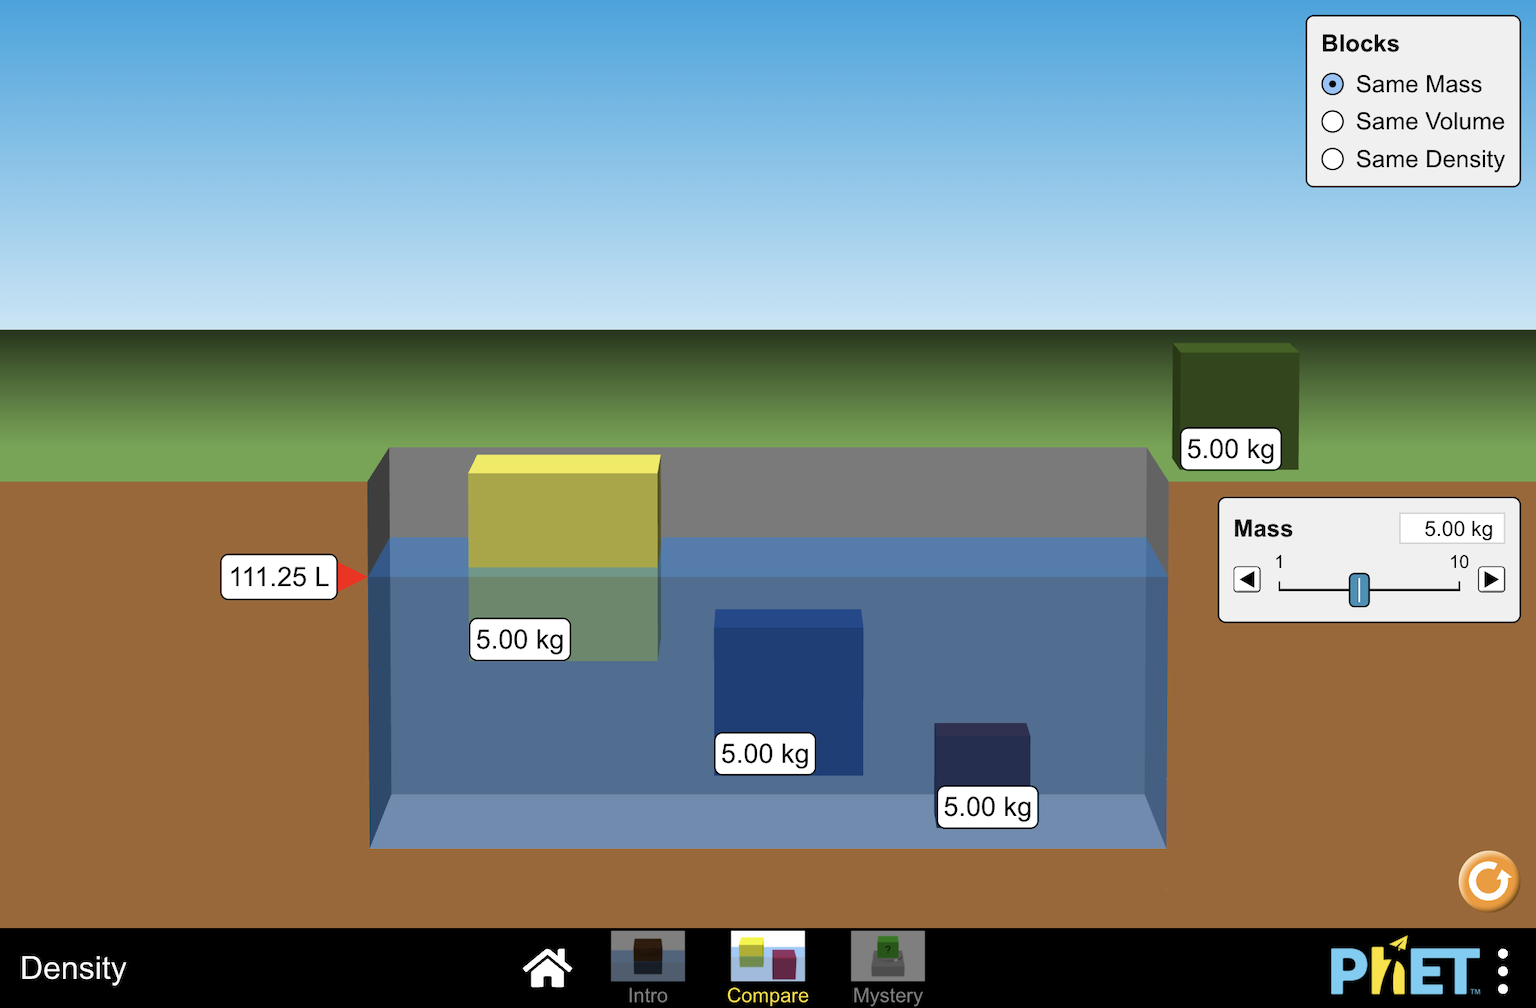 Blocks
Same Mass
Same Volume
Same Density
5.00 kg
Mass 5.00 kg
1 10
111.25 L
5.00 kg
5.00 kg
5.00 kg
Density
Intro
Compare
?
Mystery
PhET™